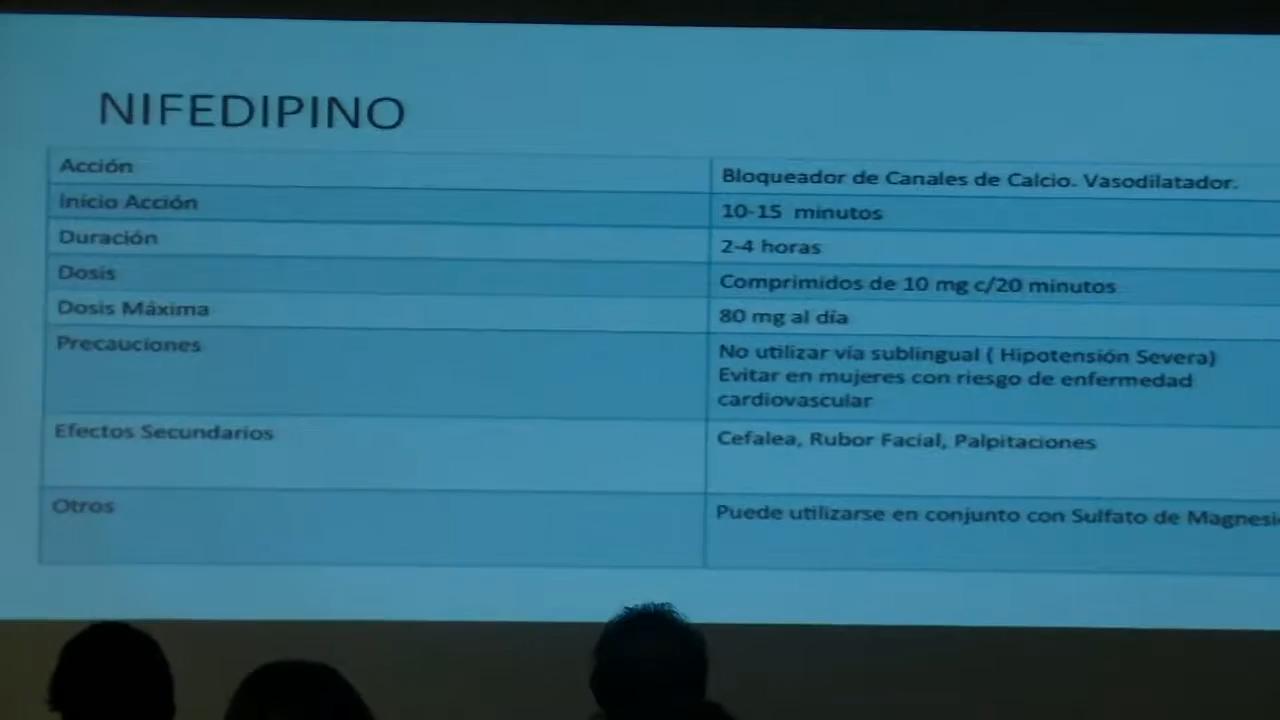 NIFEDIPINO
Acción
Bloqueador de Canales de Calcio. Vasodilatador.
Inicio Acción
10-15 minutos
Duración
2-4 horas
Dosis
Comprimidos de 10 mg c/20 minutos
Dosis Máxima
80 mg al día
Precauciones
No utilizar vía sublingual ( Hipotensión Severa)
Evitar en mujeres con riesgo de enfermedad
cardiovascular
Efectos Secundarios
Cefalea, Rubor Facial, Palpitaciones
Otros
Puede utilizarse en conjunto con Sulfato de